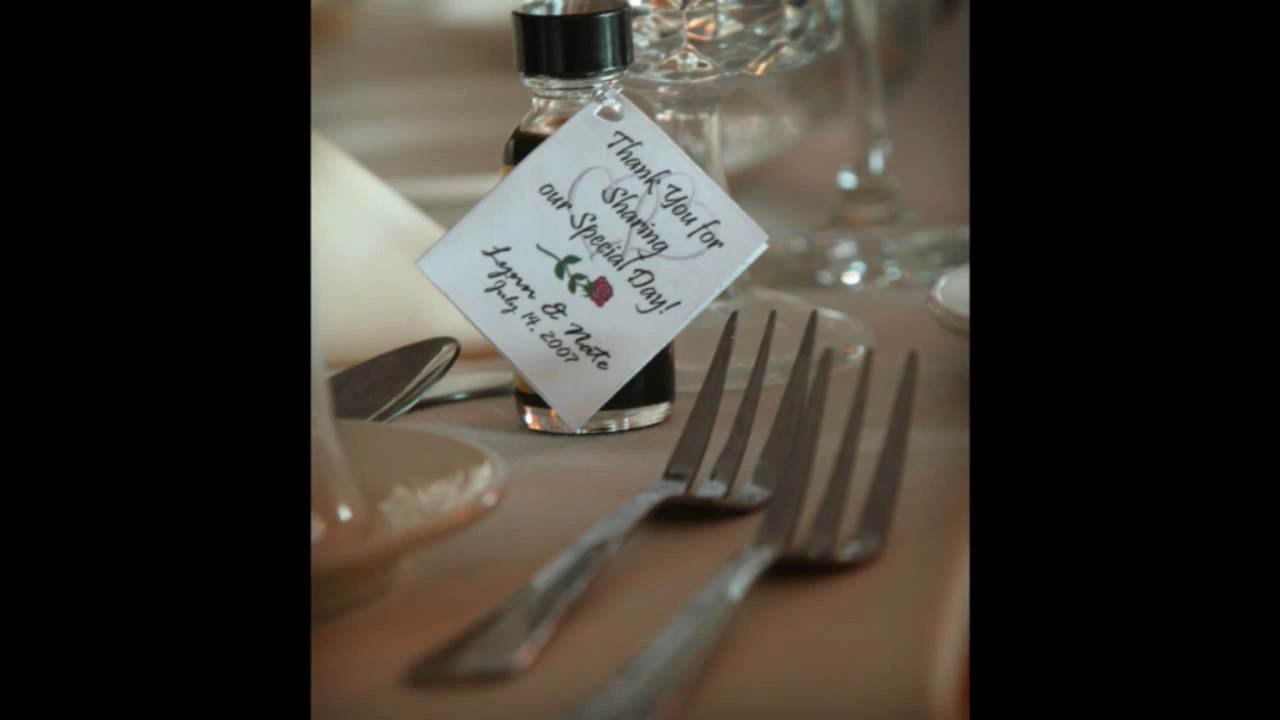 Thank You for
Sharing
our Special Day!
Lynn & Nate
July 14, 2007